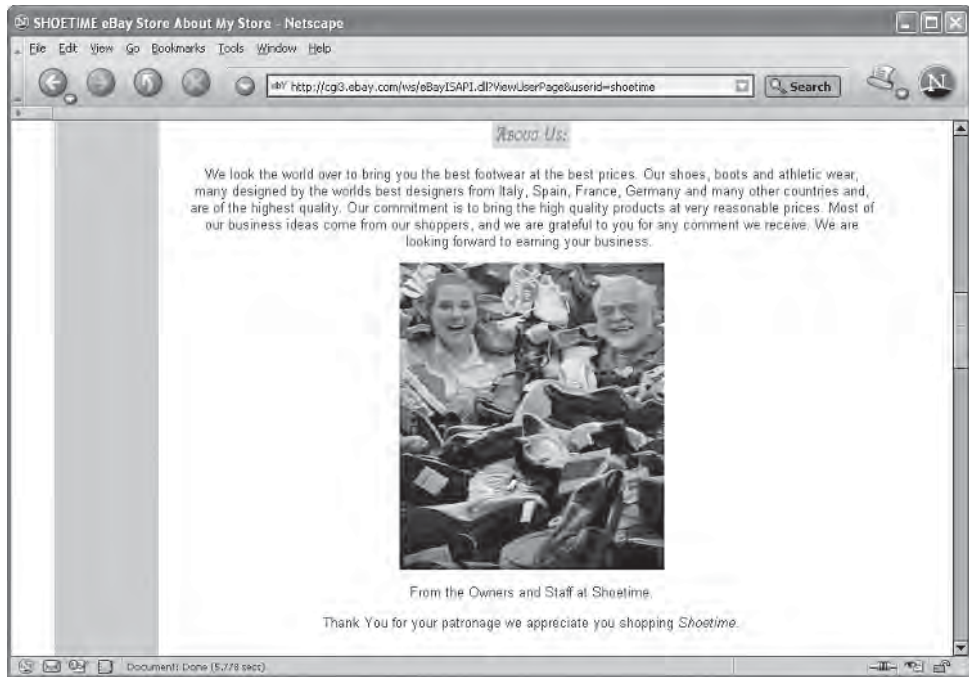 SHOETIME eBay Store About My Store - Netscape
File Edit View Go Bookmarks Tools Window Help
ebY http://cgi3.ebay.com/ws/eBayISAPI.dll?ViewUserPage&userid=shoetime
Search
N
About Us:
We look the world over to bring you the best footwear at the best prices. Our shoes, boots and athletic wear,
many designed by the worlds best designers from Italy, Spain, France, Germany and many other countries and,
are of the highest quality. Our commitment is to bring the high quality products at very reasonable prices. Most of
our business ideas come from our shoppers, and we are grateful to you for any comment we receive. We are
looking forward to earning your business.
From the Owners and Staff at Shoetime.
Thank You for your patronage we appreciate you shopping Shoetime.
Document: Done (5.778 secs)